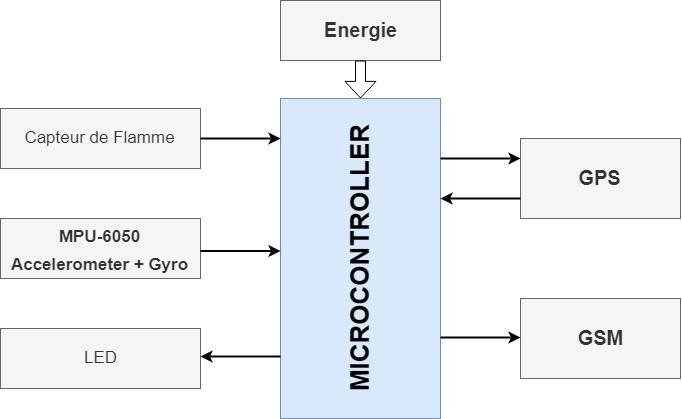 Energie
Capteur de Flamme
MPU-6050
Accelerometer + Gyro
LED
MICROCONTROLLER
GPS
GSM